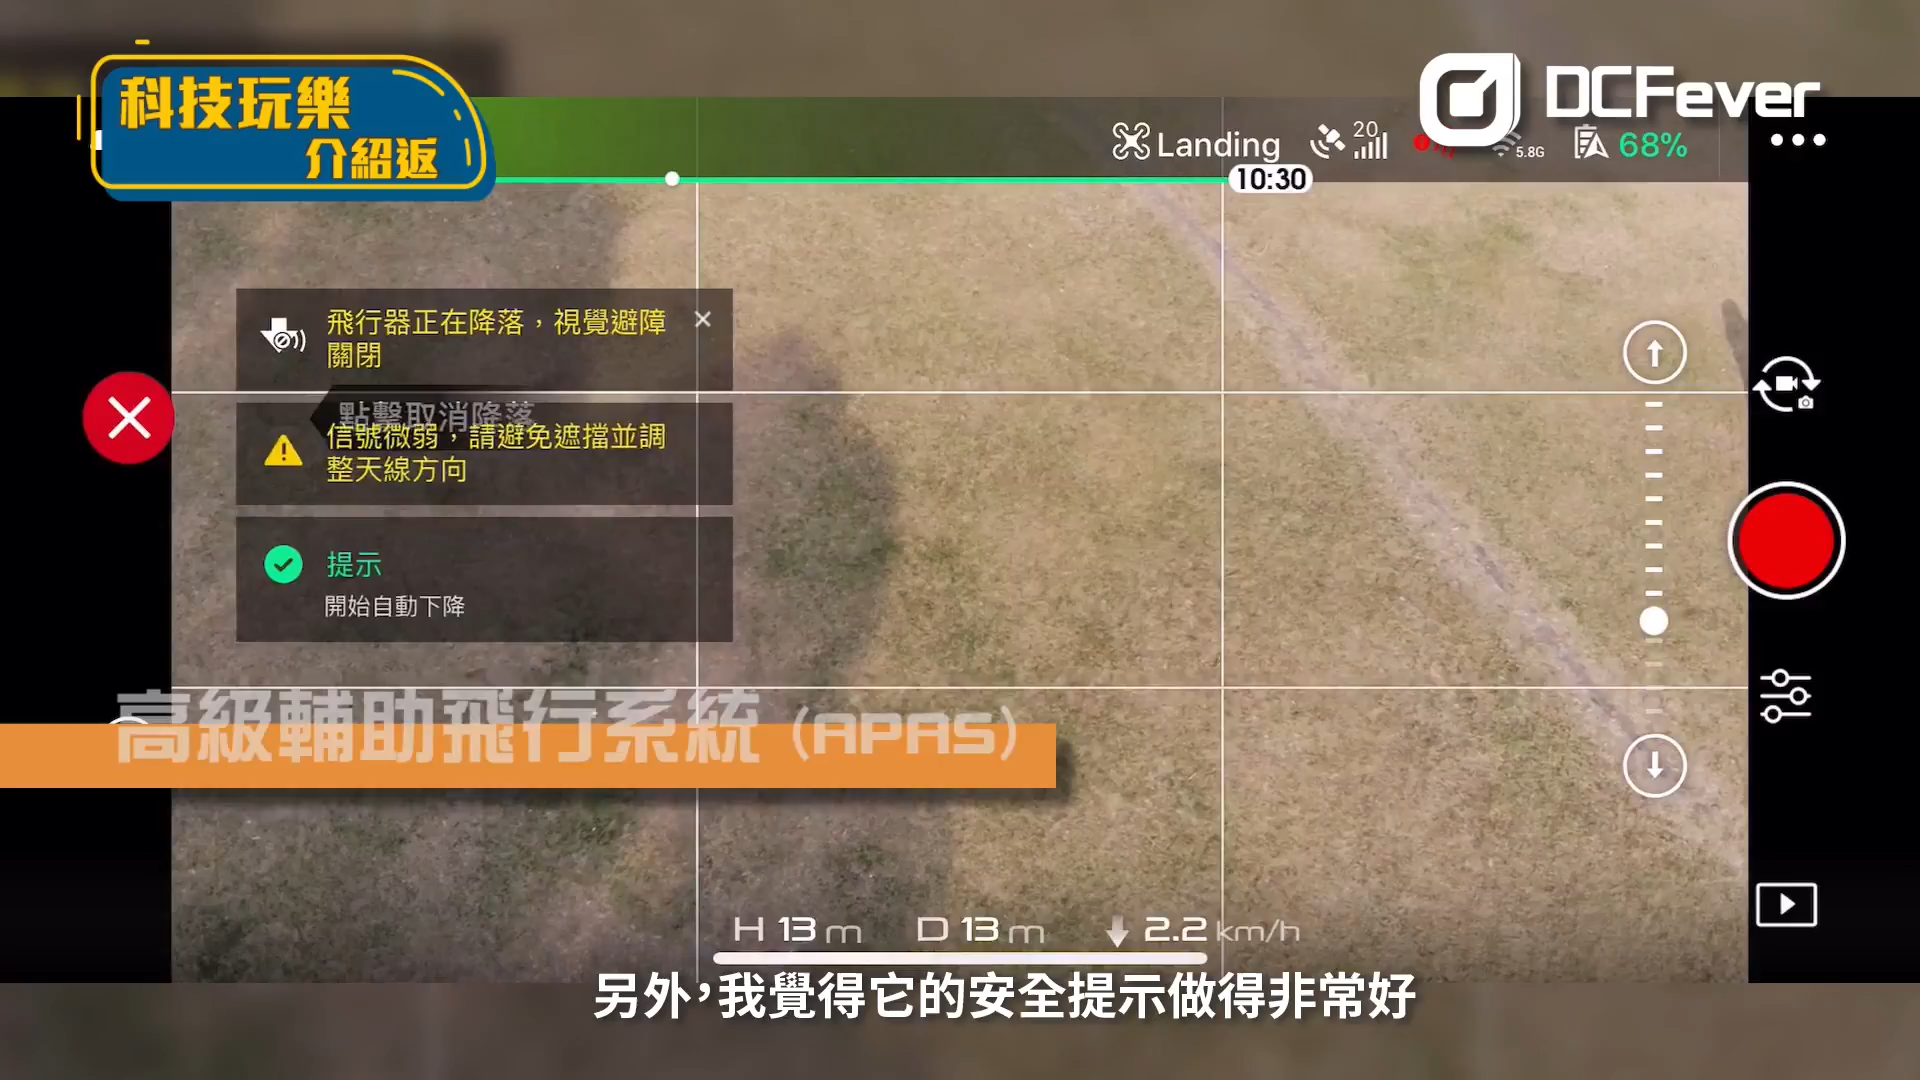 科技玩樂
介紹返
DCFever
Landing
20
5.8G
68%
10:30
飛行器正在降落，視覺避障
關閉
點擊取消降落
信號微弱，請避免遮擋並調
整天線方向
提示
開始自動下降
高級輔助飛行系統 (APAS)
H 13 m D 13 m 2.2 km/h
另外，我覺得它的安全提示做得非常好